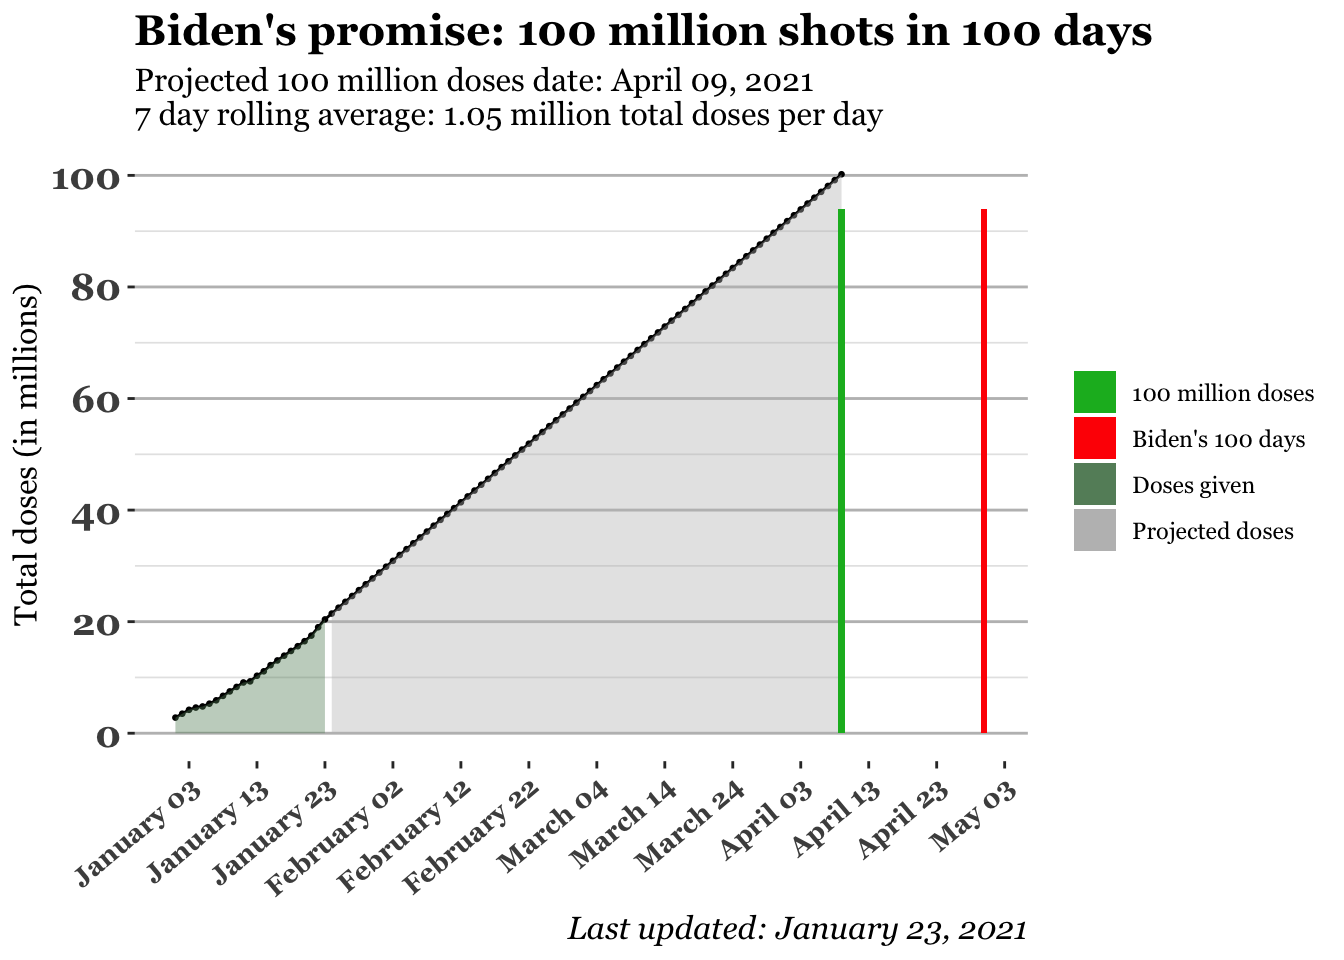 Biden's promise: 100 million shots in 100 days
Projected 100 million doses date: April 09, 2021
7 day rolling average: 1.05 million total doses per day
Total doses (in millions)
100
80
60
40
20
0
January 03
January 13
January 23
February 02
February 12
February 22
March 04
March 14
March 24
April 03
April 13
April 23
May 03
100 million doses
Biden's 100 days
Doses given
Projected doses
Last updated: January 23, 2021